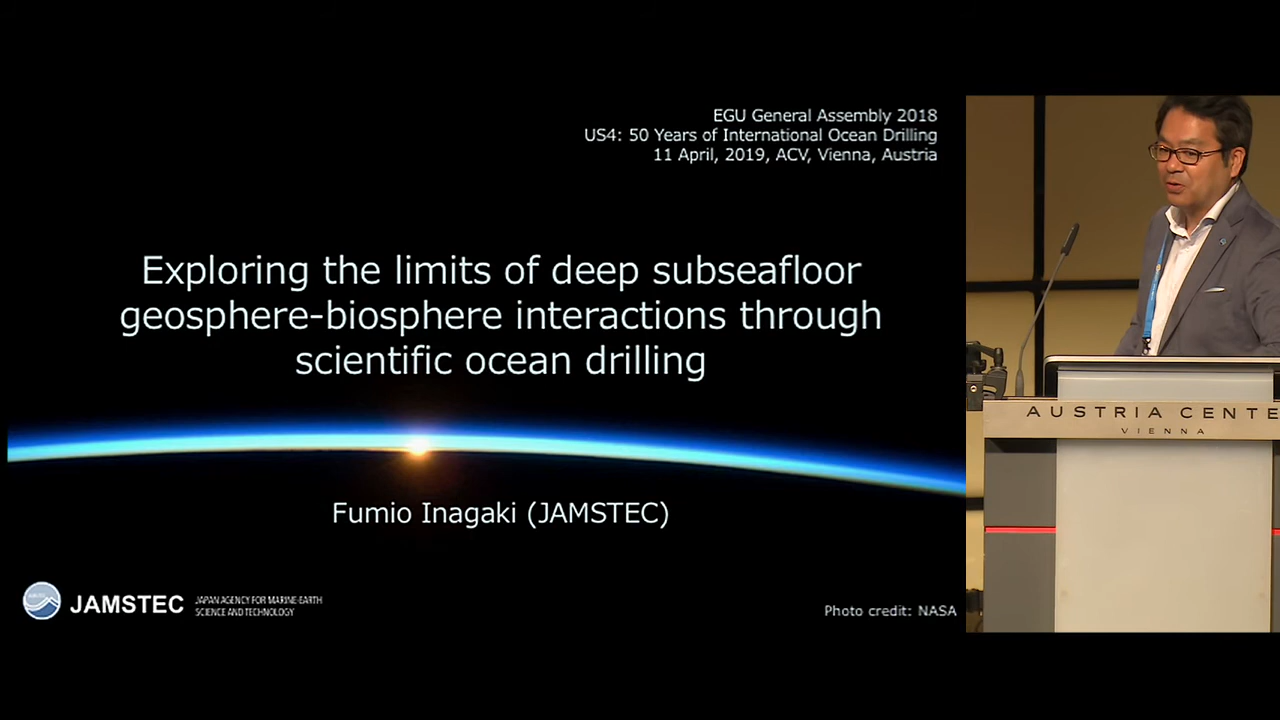 EGU General Assembly 2018
US4: 50 Years of International Ocean Drilling
11 April, 2019, ACV, Vienna, Austria
Exploring the limits of deep subseafloor
geosphere-biosphere interactions through
scientific ocean drilling
Fumio Inagaki (JAMSTEC)
JAMSTEC
JAPAN AGENCY FOR MARINE-EARTH
SCIENCE AND TECHNOLOGY
Photo credit: NASA
AUSTRIA CENTE
VIENNA